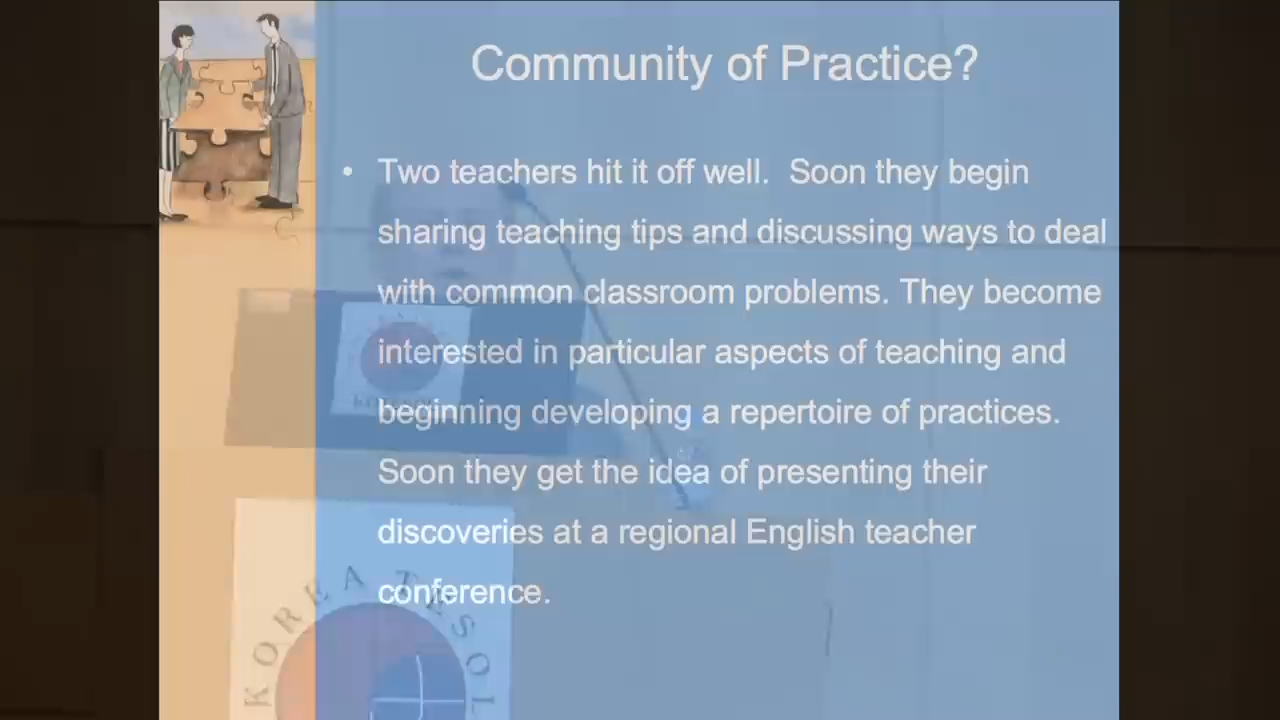 Community of Practice?
• Two teachers hit it off well.  Soon they begin
sharing teaching tips and discussing ways to deal
with common classroom problems. They become
interested in particular aspects of teaching and
beginning developing a repertoire of practices.
Soon they get the idea of presenting their
discoveries at a regional English teacher
conference.
KOREA TESOL